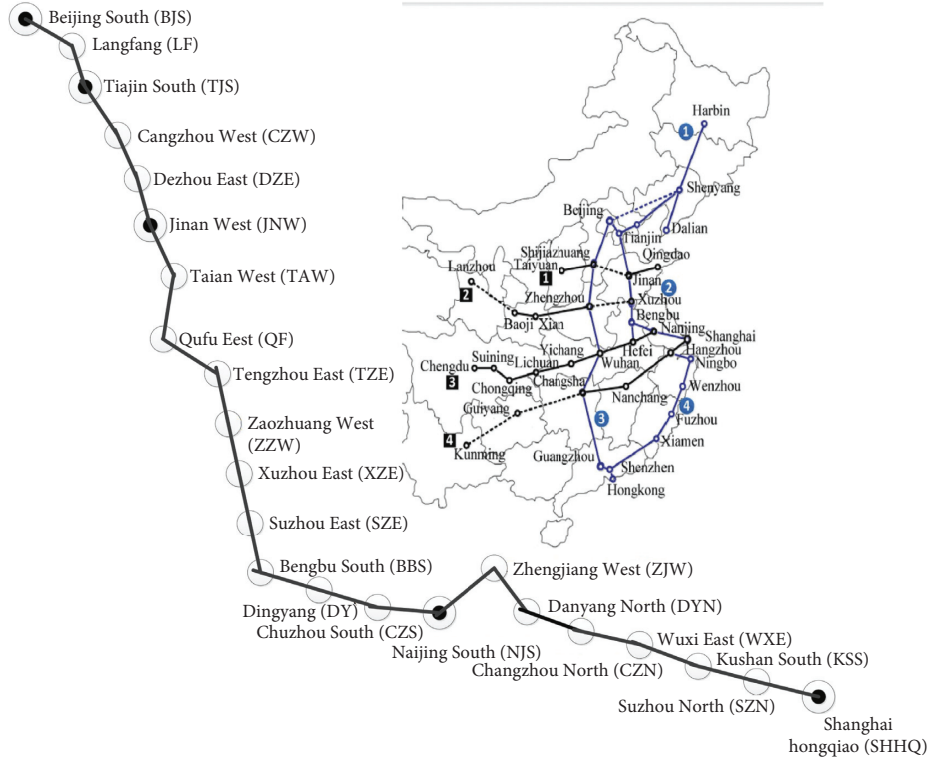 Beijing South (BJS)
Langfang (LF)
Tiajin South (TJS)
Cangzhou West (CZW)
Dezhou East (DZE)
Jinan West (JNW)
Taian West (TAW)
Qufu Eest (QF)
Tengzhou East (TZE)
Zaozhuang West
(ZZW)
Xuzhou East (XZE)
Suzhou East (SZE)
Bengbu South (BBS)
Dingyang (DY)
Chuzhou South (CZS)
Naijing South (NJS)
Zhengjiang West (ZJW)
Danyang North (DYN)
Changzhou North (CZN)
Wuxi East (WXE)
Kushan South (KSS)
Suzhou North (SZN)
Shanghai
hongqiao (SHHQ)
Harbin
1
Shenyang
Beijing
Dalian
Tianjin
Shijiazhuang
Qingdao
Taiyuan
Lanzhou
1
Jinan
2
2
Zhengzhou
Xuzhou
Baoji Xian
Bengbu
Nanjing
Shanghai
Yichang
Hefei
Hangzhou
Suining
Lichuan
Wuhan
Ningbo
Chengdu
3
Chongqing
Changsha
Wenzhou
Nanchang
Guiyang
4
3
Fuzhou
4
Xiamen
Kunming
Guangzhou
Shenzhen
Hongkong